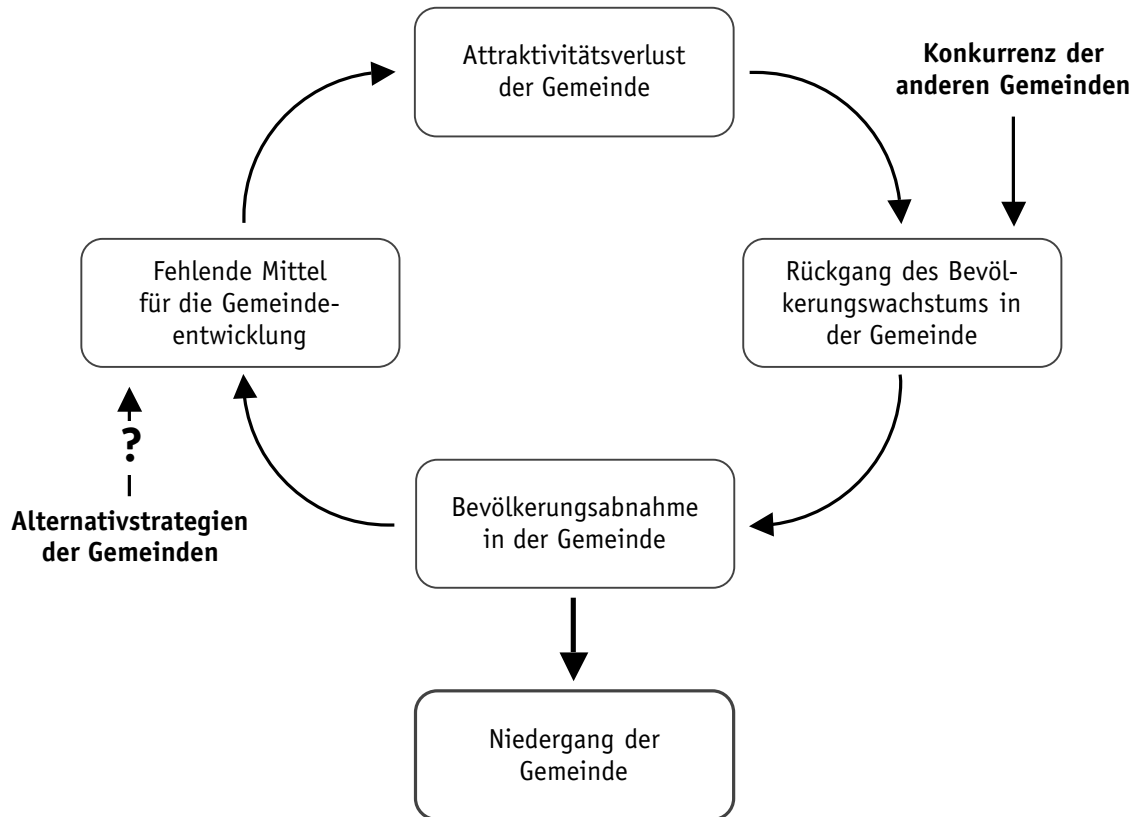 Attraktivitätsverlust
der Gemeinde
Konkurrenz der
anderen Gemeinden
Fehlende Mittel
für die Gemeinde-
entwicklung
Rückgang des Bevöl-
kerungswachstums in
der Gemeinde
?
Alternativstrategien
der Gemeinden
Bevölkerungsabnahme
in der Gemeinde
Niedergang der
Gemeinde